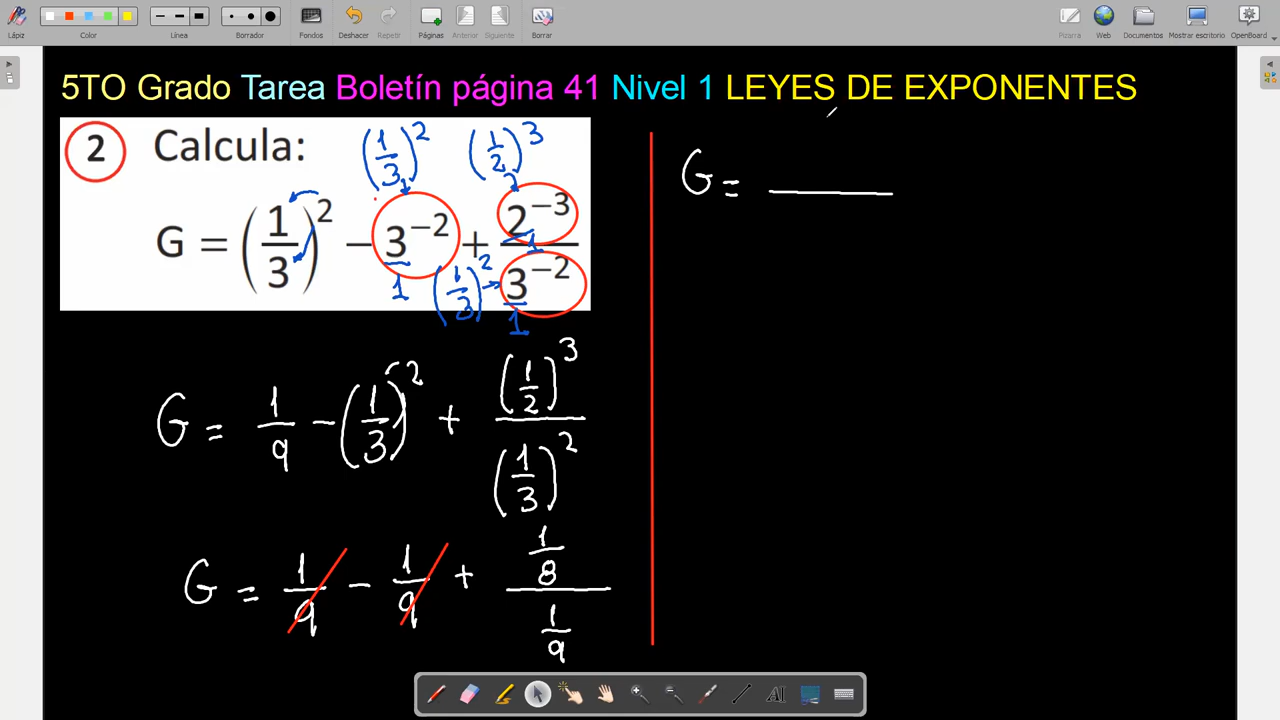 Lápiz Color Línea Borrador Fondos Deshacer Repetir Páginas Anterior Siguiente Borrar Pizarra Web Documentos Mostrar escritorio OpenBoard
5TO Grado Tarea Boletín página 41 Nivel 1 LEYES DE EXPONENTES
2 Calcula: (1/3)² (1/2)³
G = (1/3)² − 3⁻² + 2⁻³/3⁻²
1 (1/3)² 1 1
G = 1/9 − (1/3)² + (1/2)³/(1/3)²
G = 1/9 − 1/9 + 1/8 / 1/9
G =
AI